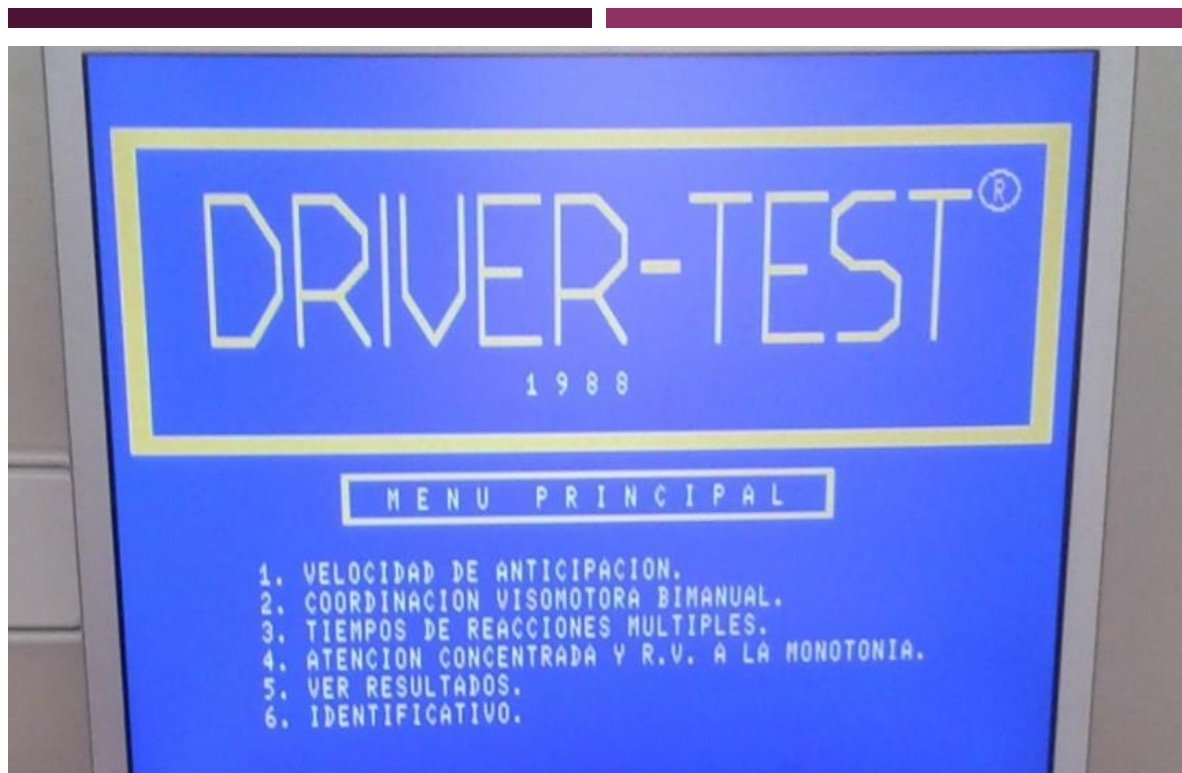 DRIVER-TEST®
1988
MENU PRINCIPAL
1. VELOCIDAD DE ANTICIPACION.
2. COORDINACION VISOMOTORA BIMANUAL.
3. TIEMPOS DE REACCIONES MULTIPLES.
4. ATENCION CONCENTRADA Y R.V. A LA MONOTONIA.
5. VER RESULTADOS.
6. IDENTIFICATIVO.